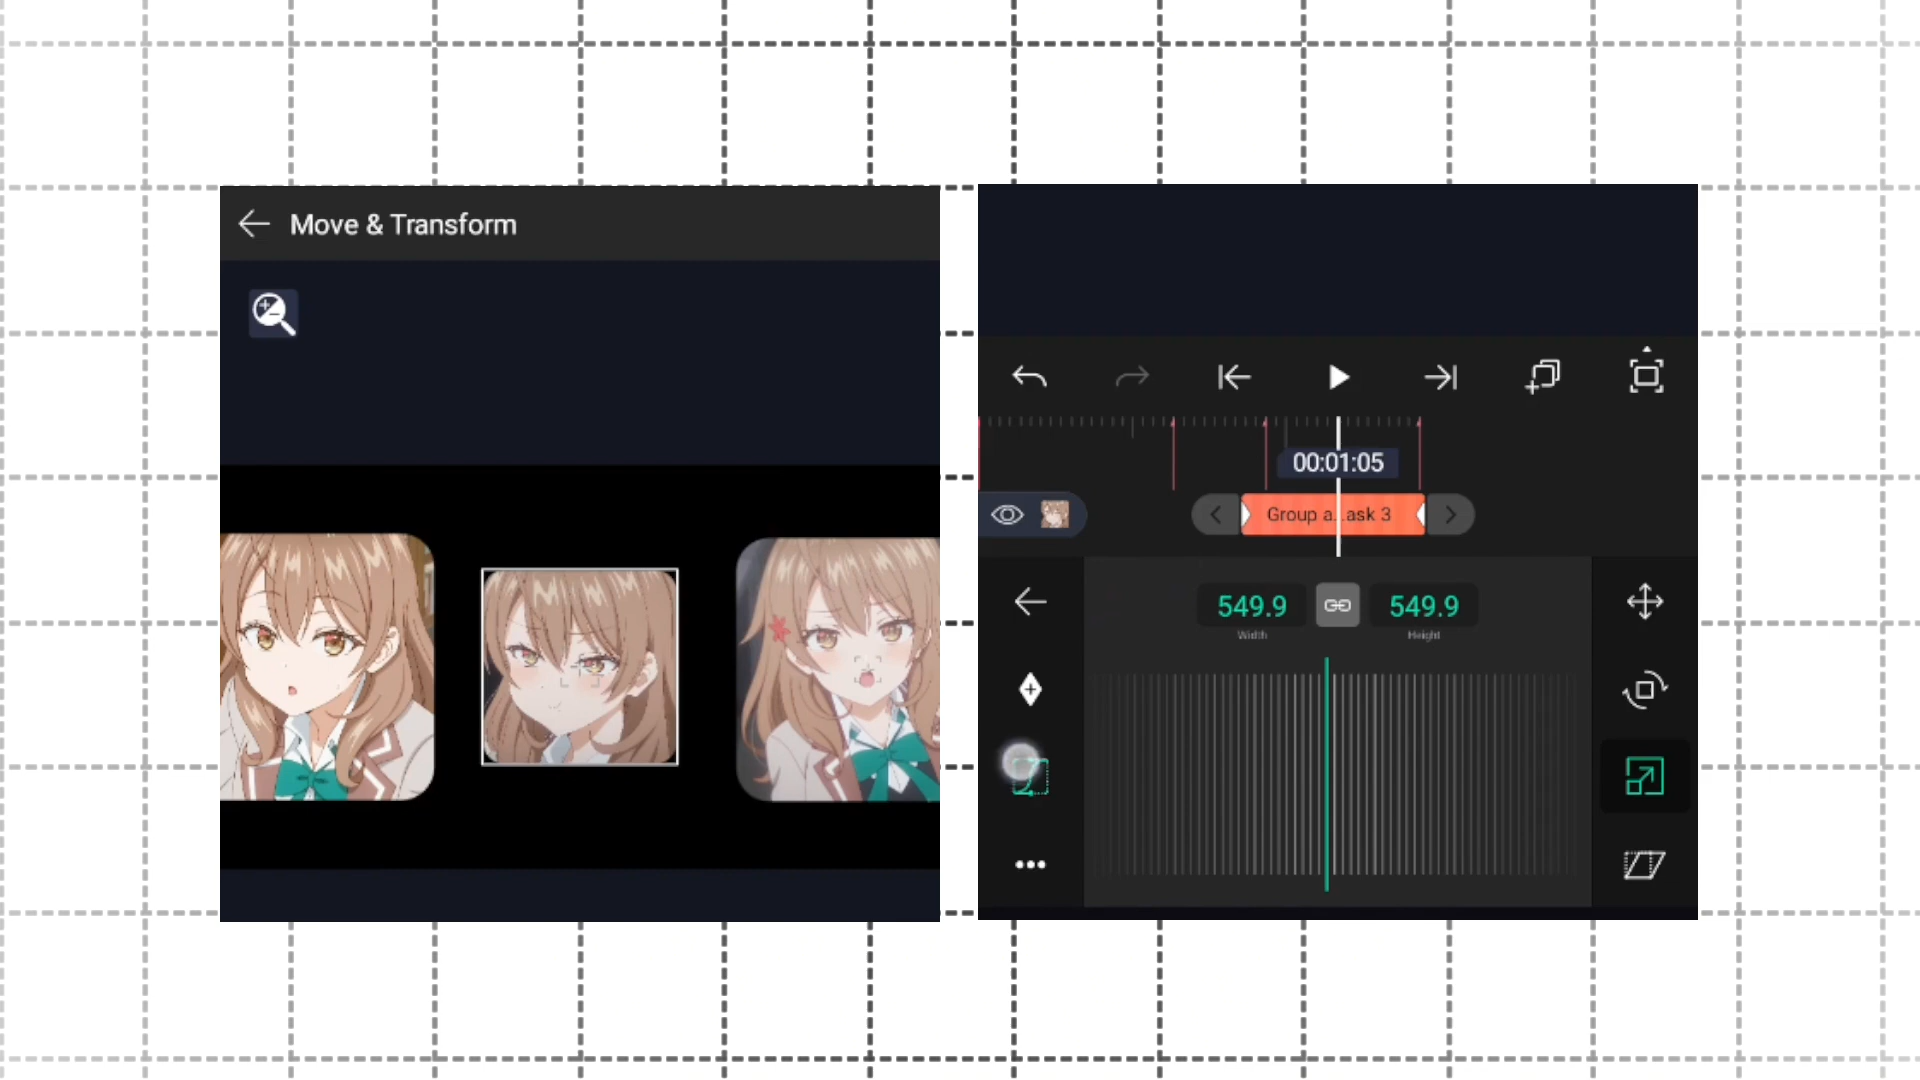 Move & Transform
00:01:05
Group a...ask 3
549.9
549.9
Width
Height